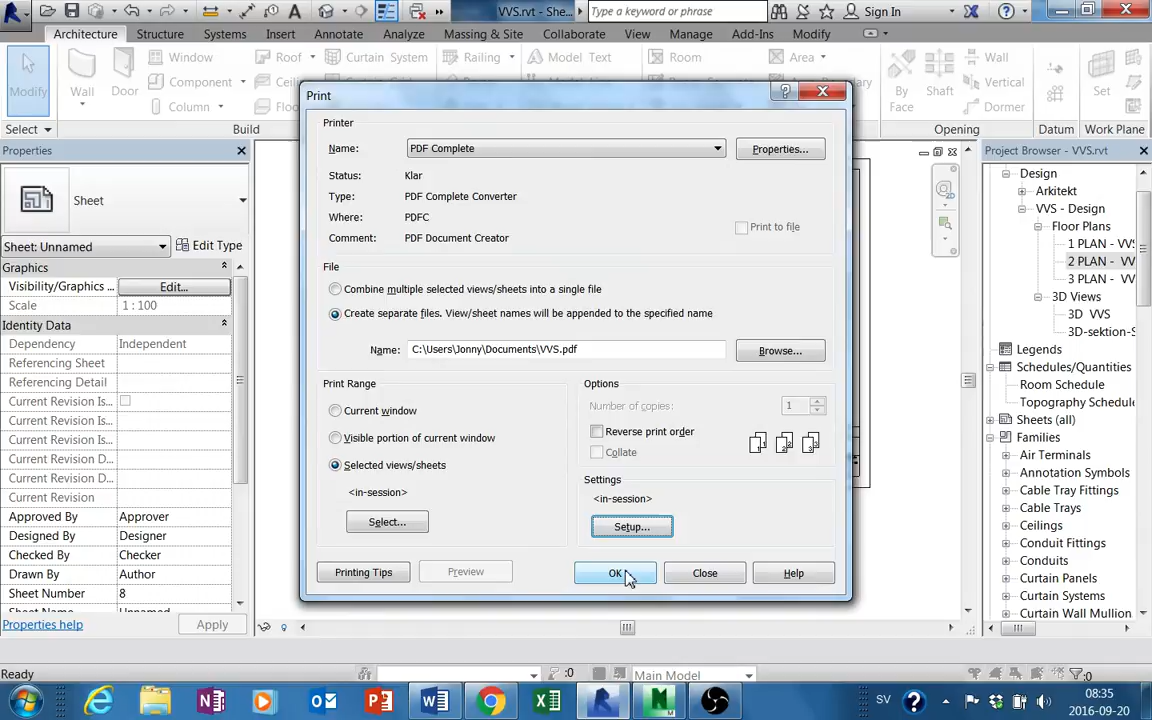 VVS.rvt - She...
Type a keyword or phrase
Sign In
Architecture
Structure
Systems
Insert
Annotate
Analyze
Massing & Site
Collaborate
View
Manage
Add-Ins
Modify
Modify
Wall
Door
Window
Component
Column
Roof
Curtain System
Railing
Model Text
Room
Area
By
Face
Shaft
Wall
Vertical
Dormer
Set
Select
Build
Opening
Datum
Work Plane
Properties
Sheet
Sheet: Unnamed
Edit Type
Graphics
Visibility/Graphics ...
Edit...
Scale
1 : 100
Identity Data
Dependency
Independent
Referencing Sheet
Referencing Detail
Current Revision Is...
Current Revision I...
Current Revision D...
Current Revision D...
Current Revision
Approved By
Approver
Designed By
Designer
Checked By
Checker
Drawn By
Author
Sheet Number
8
Properties help
Apply
Print
Printer
Name:
PDF Complete
Properties...
Status:
Klar
Type:
PDF Complete Converter
Where:
PDFC
Comment:
PDF Document Creator
Print to file
File
Combine multiple selected views/sheets into a single file
Create separate files. View/sheet names will be appended to the specified name
Name:
C:\Users\Jonny\Documents\VVS.pdf
Browse...
Print Range
Current window
Visible portion of current window
Selected views/sheets
<in-session>
Select...
Options
Number of copies:
1
Reverse print order
Collate
Settings
<in-session>
Setup...
Printing Tips
Preview
OK
Close
Help
Project Browser - VVS.rvt
Design
Arkitekt
VVS - Design
Floor Plans
1 PLAN - VVS
2 PLAN - VV
3 PLAN - VV
3D Views
3D VVS
3D-sektion-S
Legends
Schedules/Quantities
Room Schedule
Topography Schedule
Sheets (all)
Families
Air Terminals
Annotation Symbols
Cable Tray Fittings
Cable Trays
Ceilings
Conduit Fittings
Conduits
Curtain Panels
Curtain Systems
Curtain Wall Mullion
Ready
:0
Main Model
:0
SV
08:35
2016-09-20